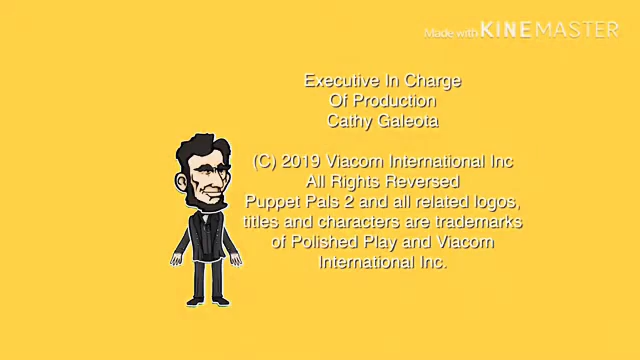 Made with KINEMASTER
Executive In Charge
Of Production
Cathy Galeota
(C) 2019 Viacom International Inc
All Rights Reversed
Puppet Pals 2 and all related logos,
titles and characters are trademarks
of Polished Play and Viacom
International Inc.